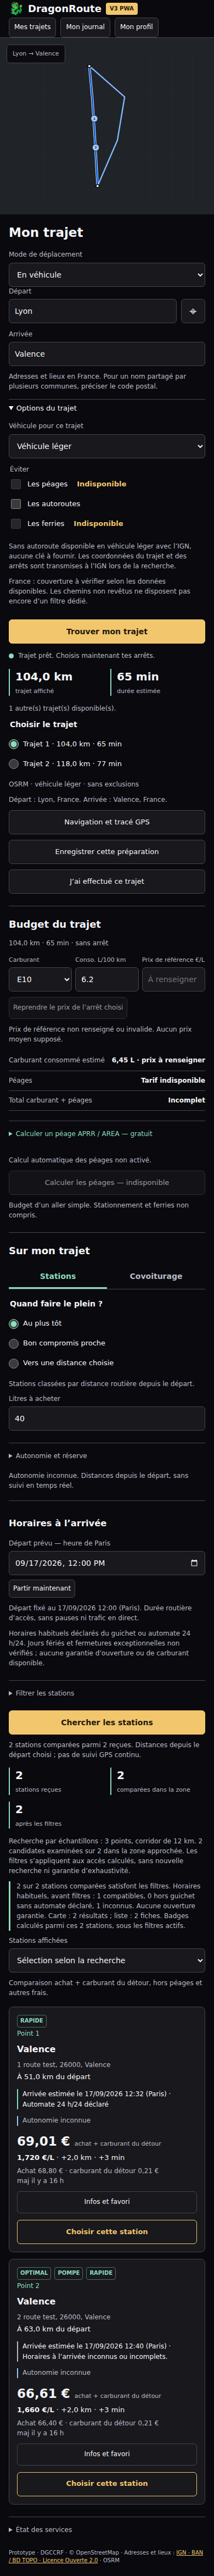 DragonRoute V3 PWA
Mes trajets Mon journal Mon profil
Lyon → Valence
Mon trajet
Mode de déplacement
En véhicule
Départ
Lyon
Arrivée
Valence
Adresses et lieux en France. Pour un nom partagé par
plusieurs communes, préciser le code postal.
▼ Options du trajet
Véhicule pour ce trajet
Véhicule léger
Éviter
Les péages Indisponible
Les autoroutes
Les ferries Indisponible
Sans autoroute disponible en véhicule léger avec l’IGN,
aucune clé à fournir. Les coordonnées du trajet et des
arrêts sont transmises à l’IGN lors de la recherche.
France : couverture à vérifier selon les données
disponibles. Les chemins non revêtus ne disposent pas
encore d’un filtre dédié.
Trouver mon trajet
Trajet prêt. Choisis maintenant tes arrêts.
104,0 km 65 min
trajet affiché durée estimée
1 autre(s) trajet(s) disponible(s).
Choisir le trajet
Trajet 1 · 104,0 km · 65 min
Trajet 2 · 118,0 km · 77 min
OSRM · véhicule léger · sans exclusions
Départ : Lyon, France. Arrivée : Valence, France.
Navigation et tracé GPS
Enregistrer cette préparation
J’ai effectué ce trajet
Budget du trajet
104,0 km · 65 min · sans arrêt
Carburant Conso. L/100 km Prix de référence €/L
E10 6.2 À renseigner
Reprendre le prix de l’arrêt choisi
Prix de référence non renseigné ou invalide. Aucun prix
moyen supposé.
Carburant consommé estimé 6,45 L · prix à renseigner
Péages Tarif indisponible
Total carburant + péages Incomplet
▶ Calculer un péage APRR / AREA — gratuit
Calcul automatique des péages non activé.
Calculer les péages — indisponible
Budget d’un aller simple. Stationnement et ferries non
compris.
Sur mon trajet
Stations Covoiturage
Quand faire le plein ?
Au plus tôt
Bon compromis proche
Vers une distance choisie
Stations classées par distance routière depuis le départ.
Litres à acheter
40
▶ Autonomie et réserve
Autonomie inconnue. Distances depuis le départ, sans
suivi en temps réel.
Horaires à l’arrivée
Départ prévu — heure de Paris
09/17/2026, 12:00 PM
Partir maintenant
Départ fixé au 17/09/2026 12:00 (Paris). Durée routière
d’accès, sans pauses ni trafic en direct.
Horaires habituels déclarés du guichet ou automate 24
h/24. Jours fériés et fermetures exceptionnelles non
vérifiés ; aucune garantie d’ouverture ou de carburant
disponible.
▶ Filtrer les stations
Chercher les stations
2 stations comparées parmi 2 reçues. Distances depuis le
départ choisi ; pas de suivi GPS continu.
2 2
stations reçues comparées dans la zone
2
après les filtres
Recherche par échantillons : 3 points, corridor de 12 km. 2
candidates examinées sur 2 dans la zone approchée. Les
filtres s’appliquent aux accès calculés, sans nouvelle
recherche ni garantie d’exhaustivité.
2 sur 2 stations comparées satisfont les filtres. Horaires
habituels, avant filtres : 1 compatibles, 0 hors guichet
sans automate déclaré, 1 inconnus. Aucune ouverture
garantie. Carte : 2 résultats ; liste : 2 fiches. Badges
calculés parmi ces 2 stations, sous les filtres actifs.
Stations affichées
Sélection selon la recherche
Comparaison achat + carburant du détour, hors péages et
autres frais.
RAPIDE
Point 1
Valence
1 route test, 26000, Valence
À 51,0 km du départ
Arrivée estimée le 17/09/2026 12:32 (Paris) ·
Automate 24 h/24 déclaré
Autonomie inconnue
69,01 € achat + carburant du détour
1,720 €/L · +2,0 km · +3 min
Achat 68,80 € · carburant du détour 0,21 €
maj il y a 16 h
Infos et favori
Choisir cette station
OPTIMAL POMPE RAPIDE
Point 2
Valence
2 route test, 26000, Valence
À 63,0 km du départ
Arrivée estimée le 17/09/2026 12:40 (Paris) ·
Horaires à l’arrivée inconnus ou incomplets.
Autonomie inconnue
66,61 € achat + carburant du détour
1,660 €/L · +2,0 km · +3 min
Achat 66,40 € · carburant du détour 0,21 €
maj il y a 16 h
Infos et favori
Choisir cette station
▶ État des services
Prototype · DGCCRF · © OpenStreetMap · Adresses et lieux : IGN · BAN
/ BD TOPO · Licence Ouverte 2.0 · OSRM